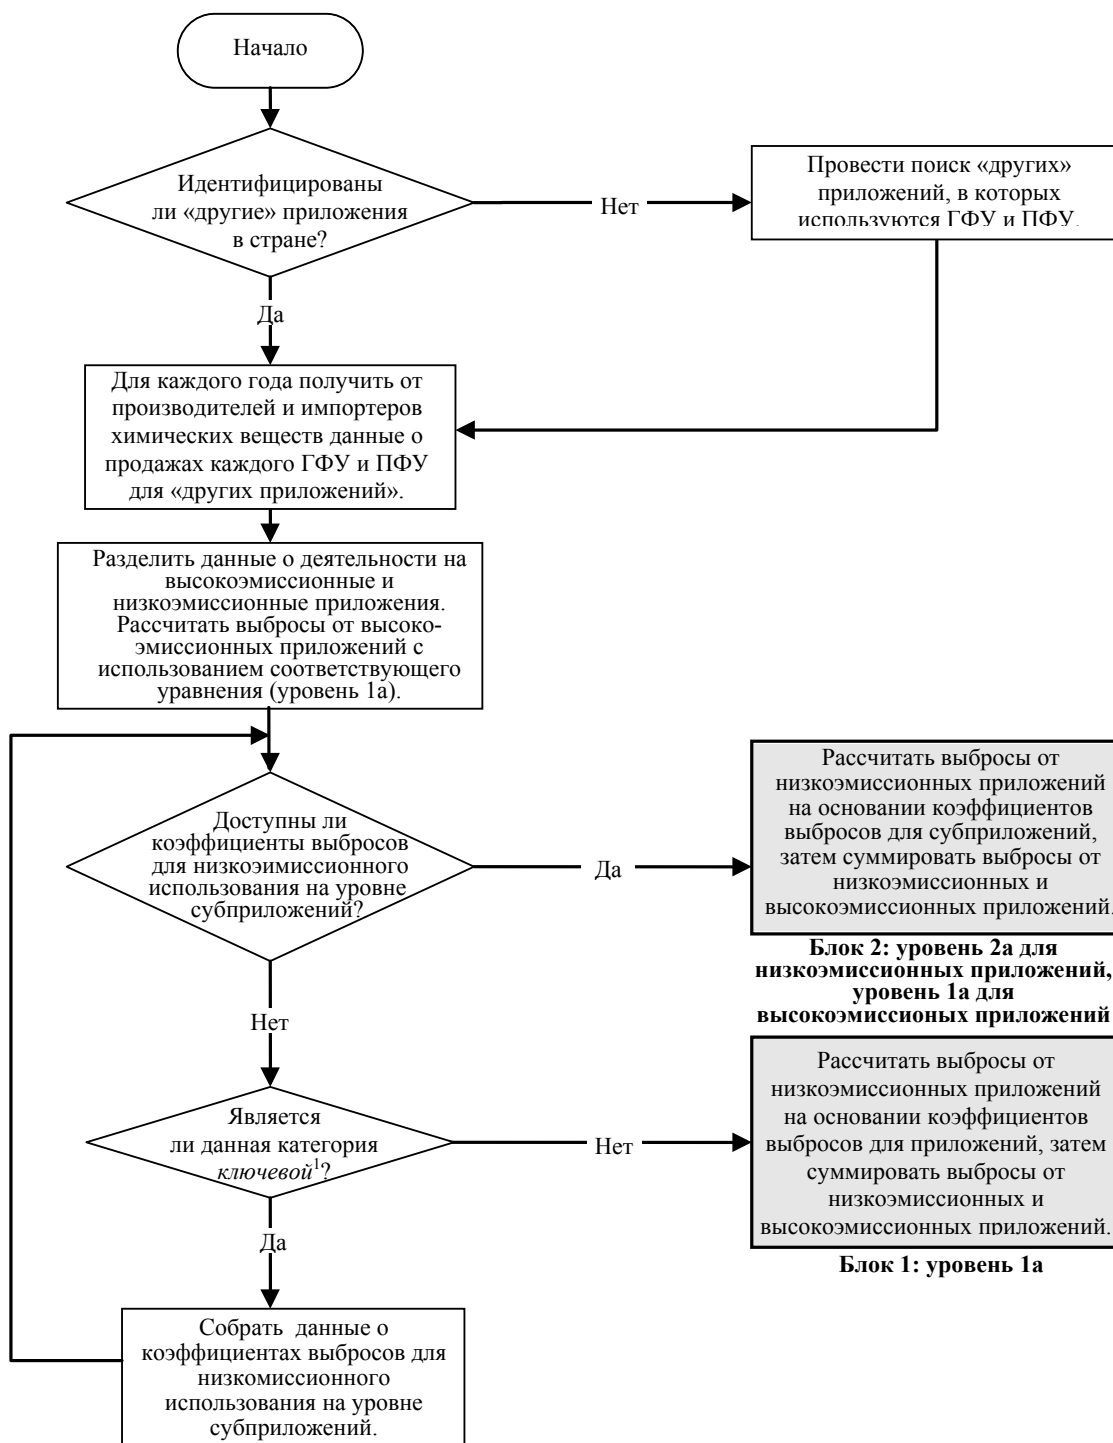 Начало
Идентифицированы
ли «другие» приложения
в стране?
Нет
Провести поиск «других»
приложений, в которых
используются ГФУ и ПФУ.
Да
Для каждого года получить от
производителей и импортеров
химических веществ данные о
продажах каждого ГФУ и ПФУ
для «других приложений».
Разделить данные о деятельности на
высокоэмиссионные и
низкоэмиссионные приложения.
Рассчитать выбросы от высоко-
эмиссионных приложений с
использованием соответствующего
уравнения (уровень 1а).
Доступны ли
коэффициенты выбросов
для низкоэимиссионного
использования на уровне
субприложений?
Да
Рассчитать выбросы от
низкоэмиссионных приложений
на основании коэффициентов
выбросов для субприложений,
затем суммировать выбросы от
низкоэмиссионных и
высокоэмиссионных приложений.
Блок 2: уровень 2а для
низкоэмиссионных приложений,
уровень 1а для
высокоэмиссионых приложений
Нет
Является
ли данная категория
ключевой¹?
Нет
Рассчитать выбросы от
низкоэмиссионных приложений
на основании коэффициентов
выбросов для приложений, затем
суммировать выбросы от
низкоэмиссионных и
высокоэмиссионных приложений.
Блок 1: уровень 1а
Да
Собрать данные о
коэффициентах выбросов для
низкомиссионного
использования на уровне
субприложений.